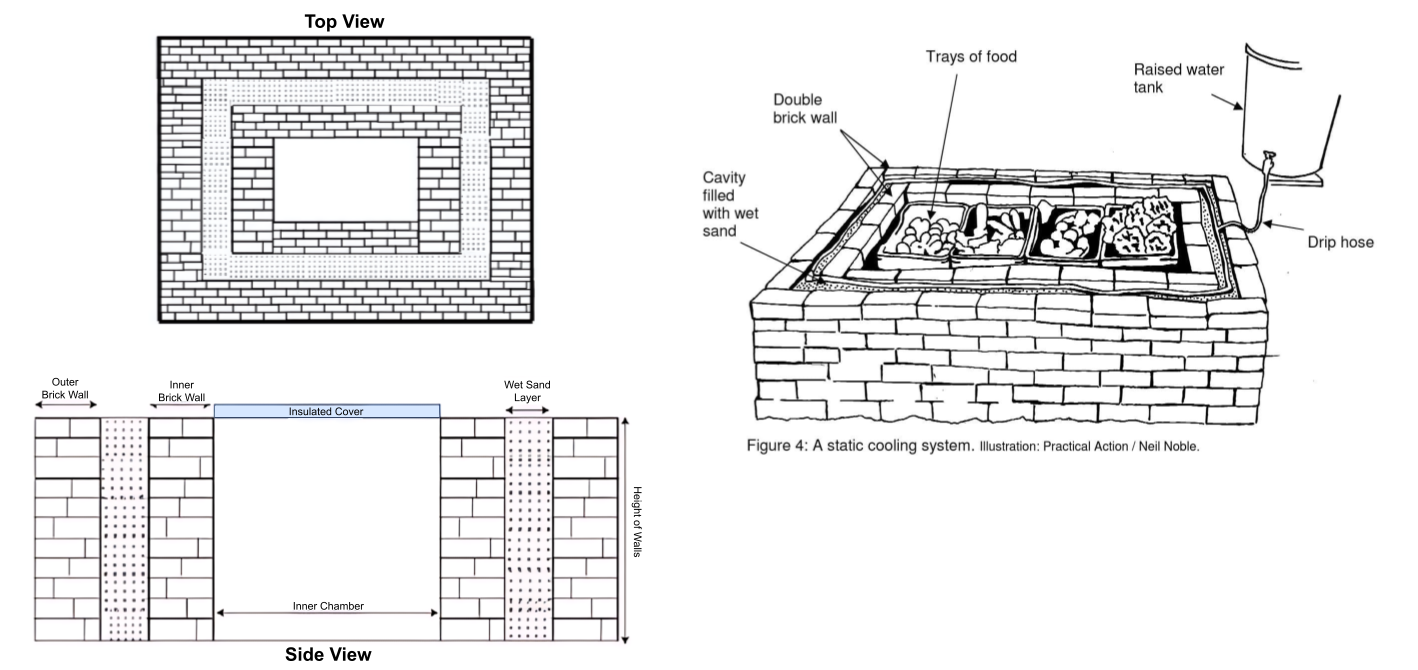 Top View
Outer
Brick Wall
Inner
Brick Wall
Insulated Cover
Wet Sand
Layer
Height of Walls
Inner Chamber
Side View
Trays of food
Raised water
tank
Double
brick wall
Cavity
filled
with wet
sand
Drip hose
Figure 4: A static cooling system. Illustration: Practical Action / Neil Noble.